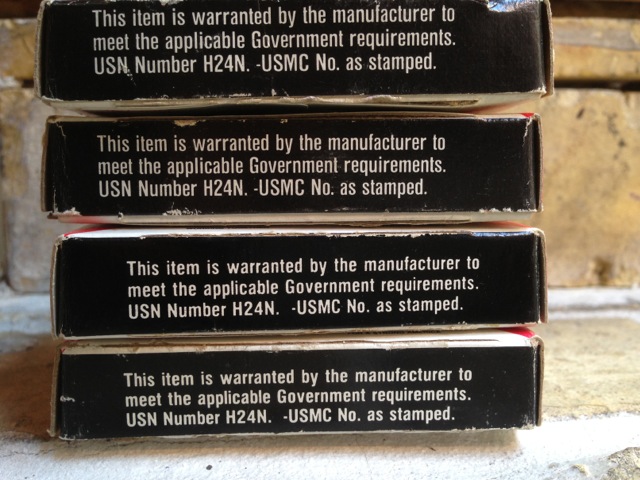 This item is warranted by the manufacturer to
meet the applicable Government requirements.
USN Number H24N. -USMC No. as stamped.
This item is warranted by the manufacturer to
meet the applicable Government requirements.
USN Number H24N. -USMC No. as stamped.
This item is warranted by the manufacturer to
meet the applicable Government requirements.
USN Number H24N. -USMC No. as stamped.
This item is warranted by the manufacturer to
meet the applicable Government requirements.
USN Number H24N. -USMC No. as stamped.